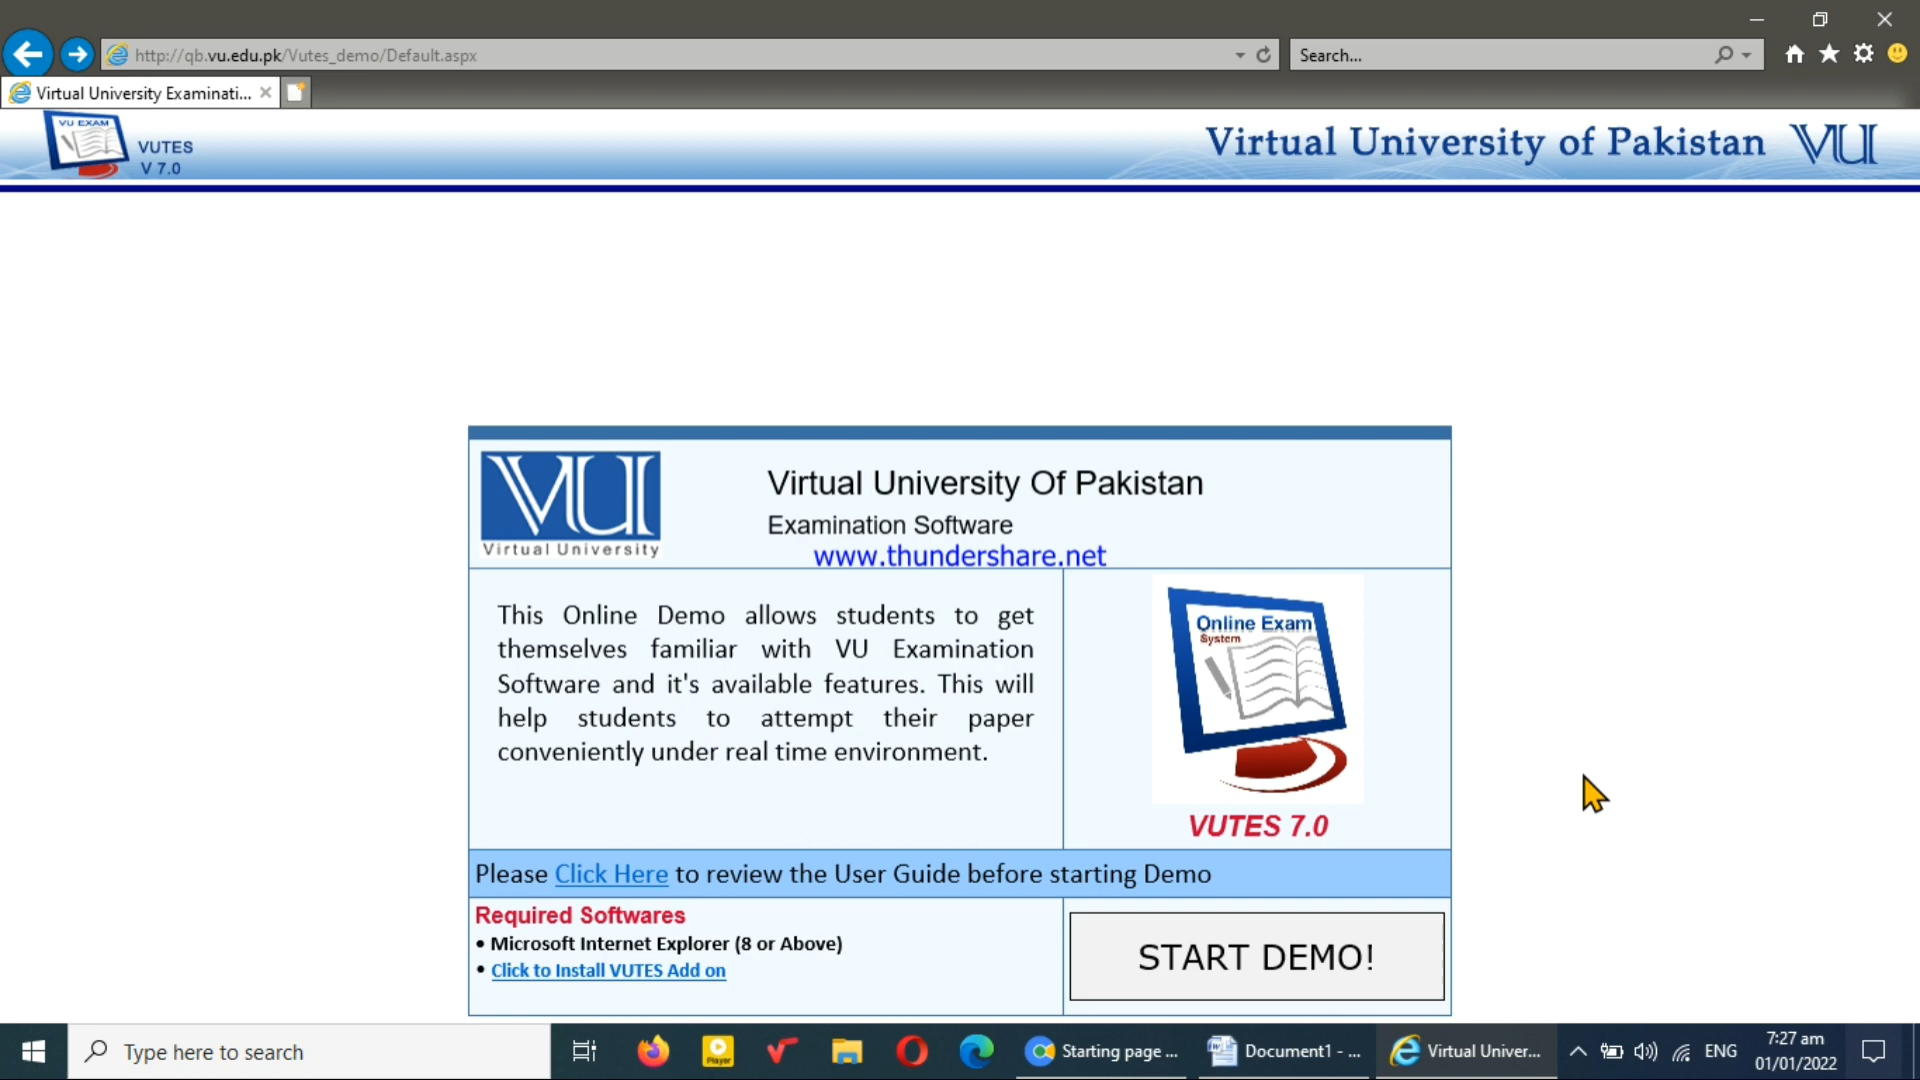 http://qb.vu.edu.pk/Vutes_demo/Default.aspx
Search...
Virtual University Examinati...
VU EXAM
VUTES
V 7.0
Virtual University of Pakistan VU
VU
Virtual University
Virtual University Of Pakistan
Examination Software
www.thundershare.net
This Online Demo allows students to get
themselves familiar with VU Examination
Software and it's available features. This will
help students to attempt their paper
conveniently under real time environment.
Online Exam
System
VUTES 7.0
Please Click Here to review the User Guide before starting Demo
Required Softwares
• Microsoft Internet Explorer (8 or Above)
• Click to Install VUTES Add on
START DEMO!
Type here to search
Player
Starting page ...
Document1 - ...
Virtual Univer...
ENG
7:27 am
01/01/2022